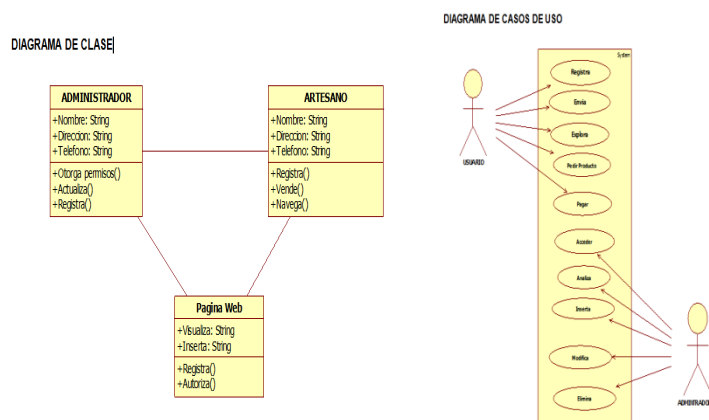 DIAGRAMA DE CLASE
ADMINISTRADOR
+Nombre: String
+Direccion: String
+Telefono: String
+Otorga permisos()
+Actualiza()
+Registra()
ARTESANO
+Nombre: String
+Direccion: String
+Telefono: String
+Registra()
+Vende()
+Navega()
Pagina Web
+Visualiza: String
+Inserta: String
+Registra()
+Autoriza()
DIAGRAMA DE CASOS DE USO
System
Registra
Envia
Explora
Pedir Producto
Pagar
Acceder
Analiza
Inserta
Modifica
Elimina
USUARIO